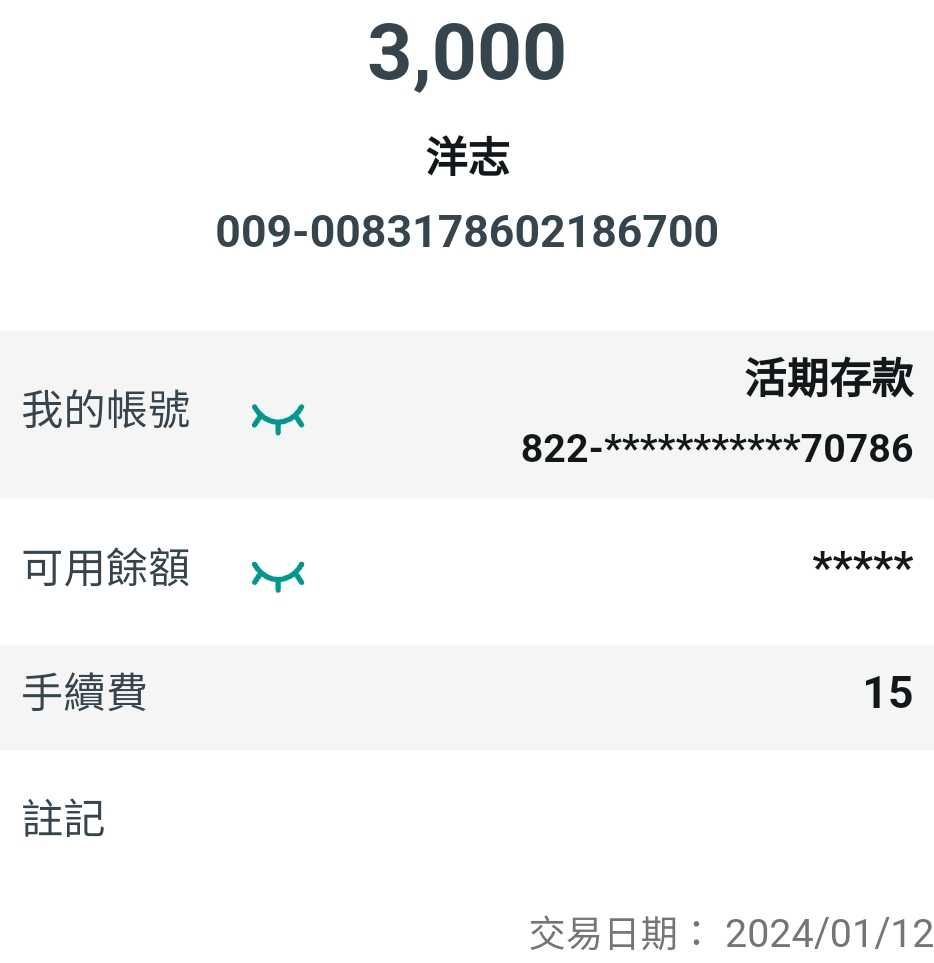 3,000
洋志
009-0083178602186700
活期存款
我的帳號
822-***********70786
可用餘額 *****
手續費 15
註記
交易日期： 2024/01/12